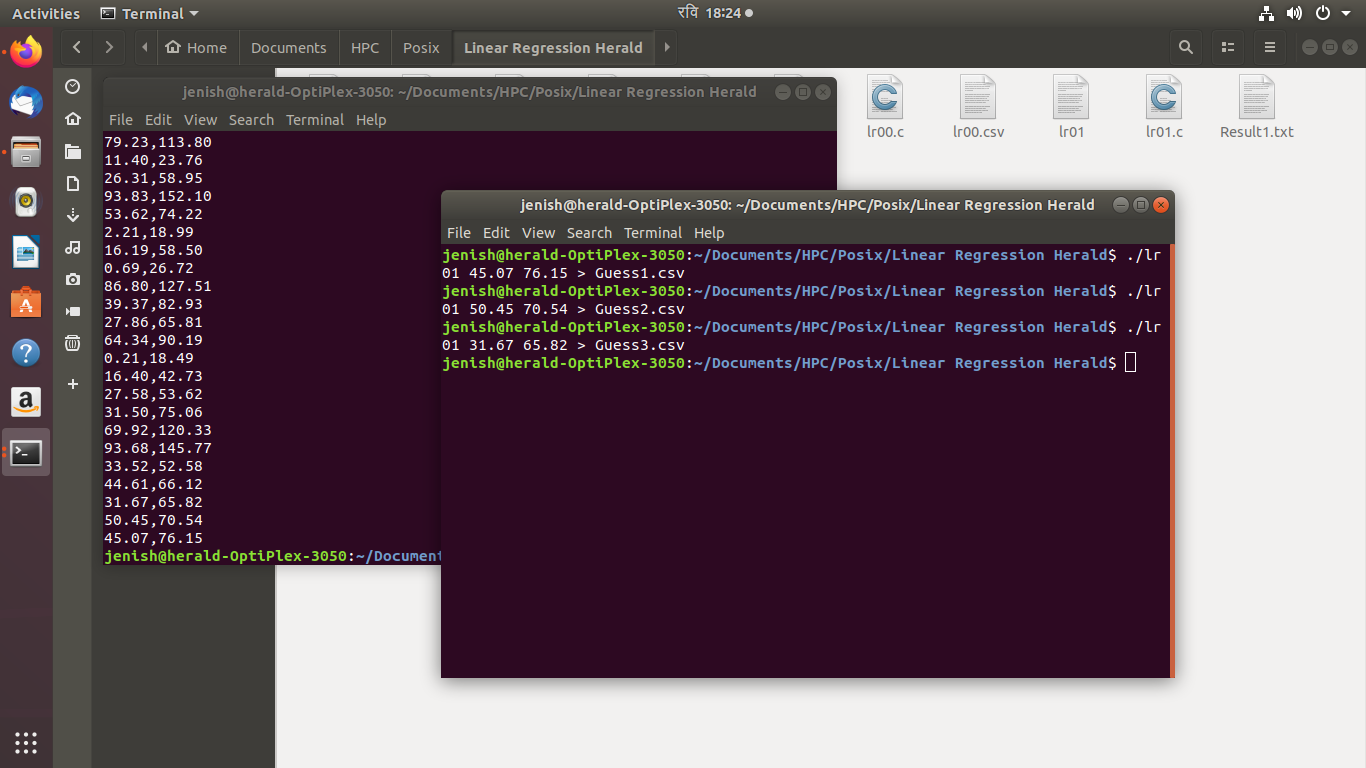 Activities
Terminal
रवि 18:24
Home
Documents
HPC
Posix
Linear Regression Herald
lr00.c
lr00.csv
lr01
lr01.c
Result1.txt
jenish@herald-OptiPlex-3050: ~/Documents/HPC/Posix/Linear Regression Herald
File Edit View Search Terminal Help
79.23,113.80
11.40,23.76
26.31,58.95
93.83,152.10
53.62,74.22
2.21,18.99
16.19,58.50
0.69,26.72
86.80,127.51
39.37,82.93
27.86,65.81
64.34,90.19
0.21,18.49
16.40,42.73
27.58,53.62
31.50,75.06
69.92,120.33
93.68,145.77
33.52,52.58
44.61,66.12
31.67,65.82
50.45,70.54
45.07,76.15
jenish@herald-OptiPlex-3050:~/Document
jenish@herald-OptiPlex-3050: ~/Documents/HPC/Posix/Linear Regression Herald
File Edit View Search Terminal Help
jenish@herald-OptiPlex-3050:~/Documents/HPC/Posix/Linear Regression Herald$ ./lr
01 45.07 76.15 > Guess1.csv
jenish@herald-OptiPlex-3050:~/Documents/HPC/Posix/Linear Regression Herald$ ./lr
01 50.45 70.54 > Guess2.csv
jenish@herald-OptiPlex-3050:~/Documents/HPC/Posix/Linear Regression Herald$ ./lr
01 31.67 65.82 > Guess3.csv
jenish@herald-OptiPlex-3050:~/Documents/HPC/Posix/Linear Regression Herald$